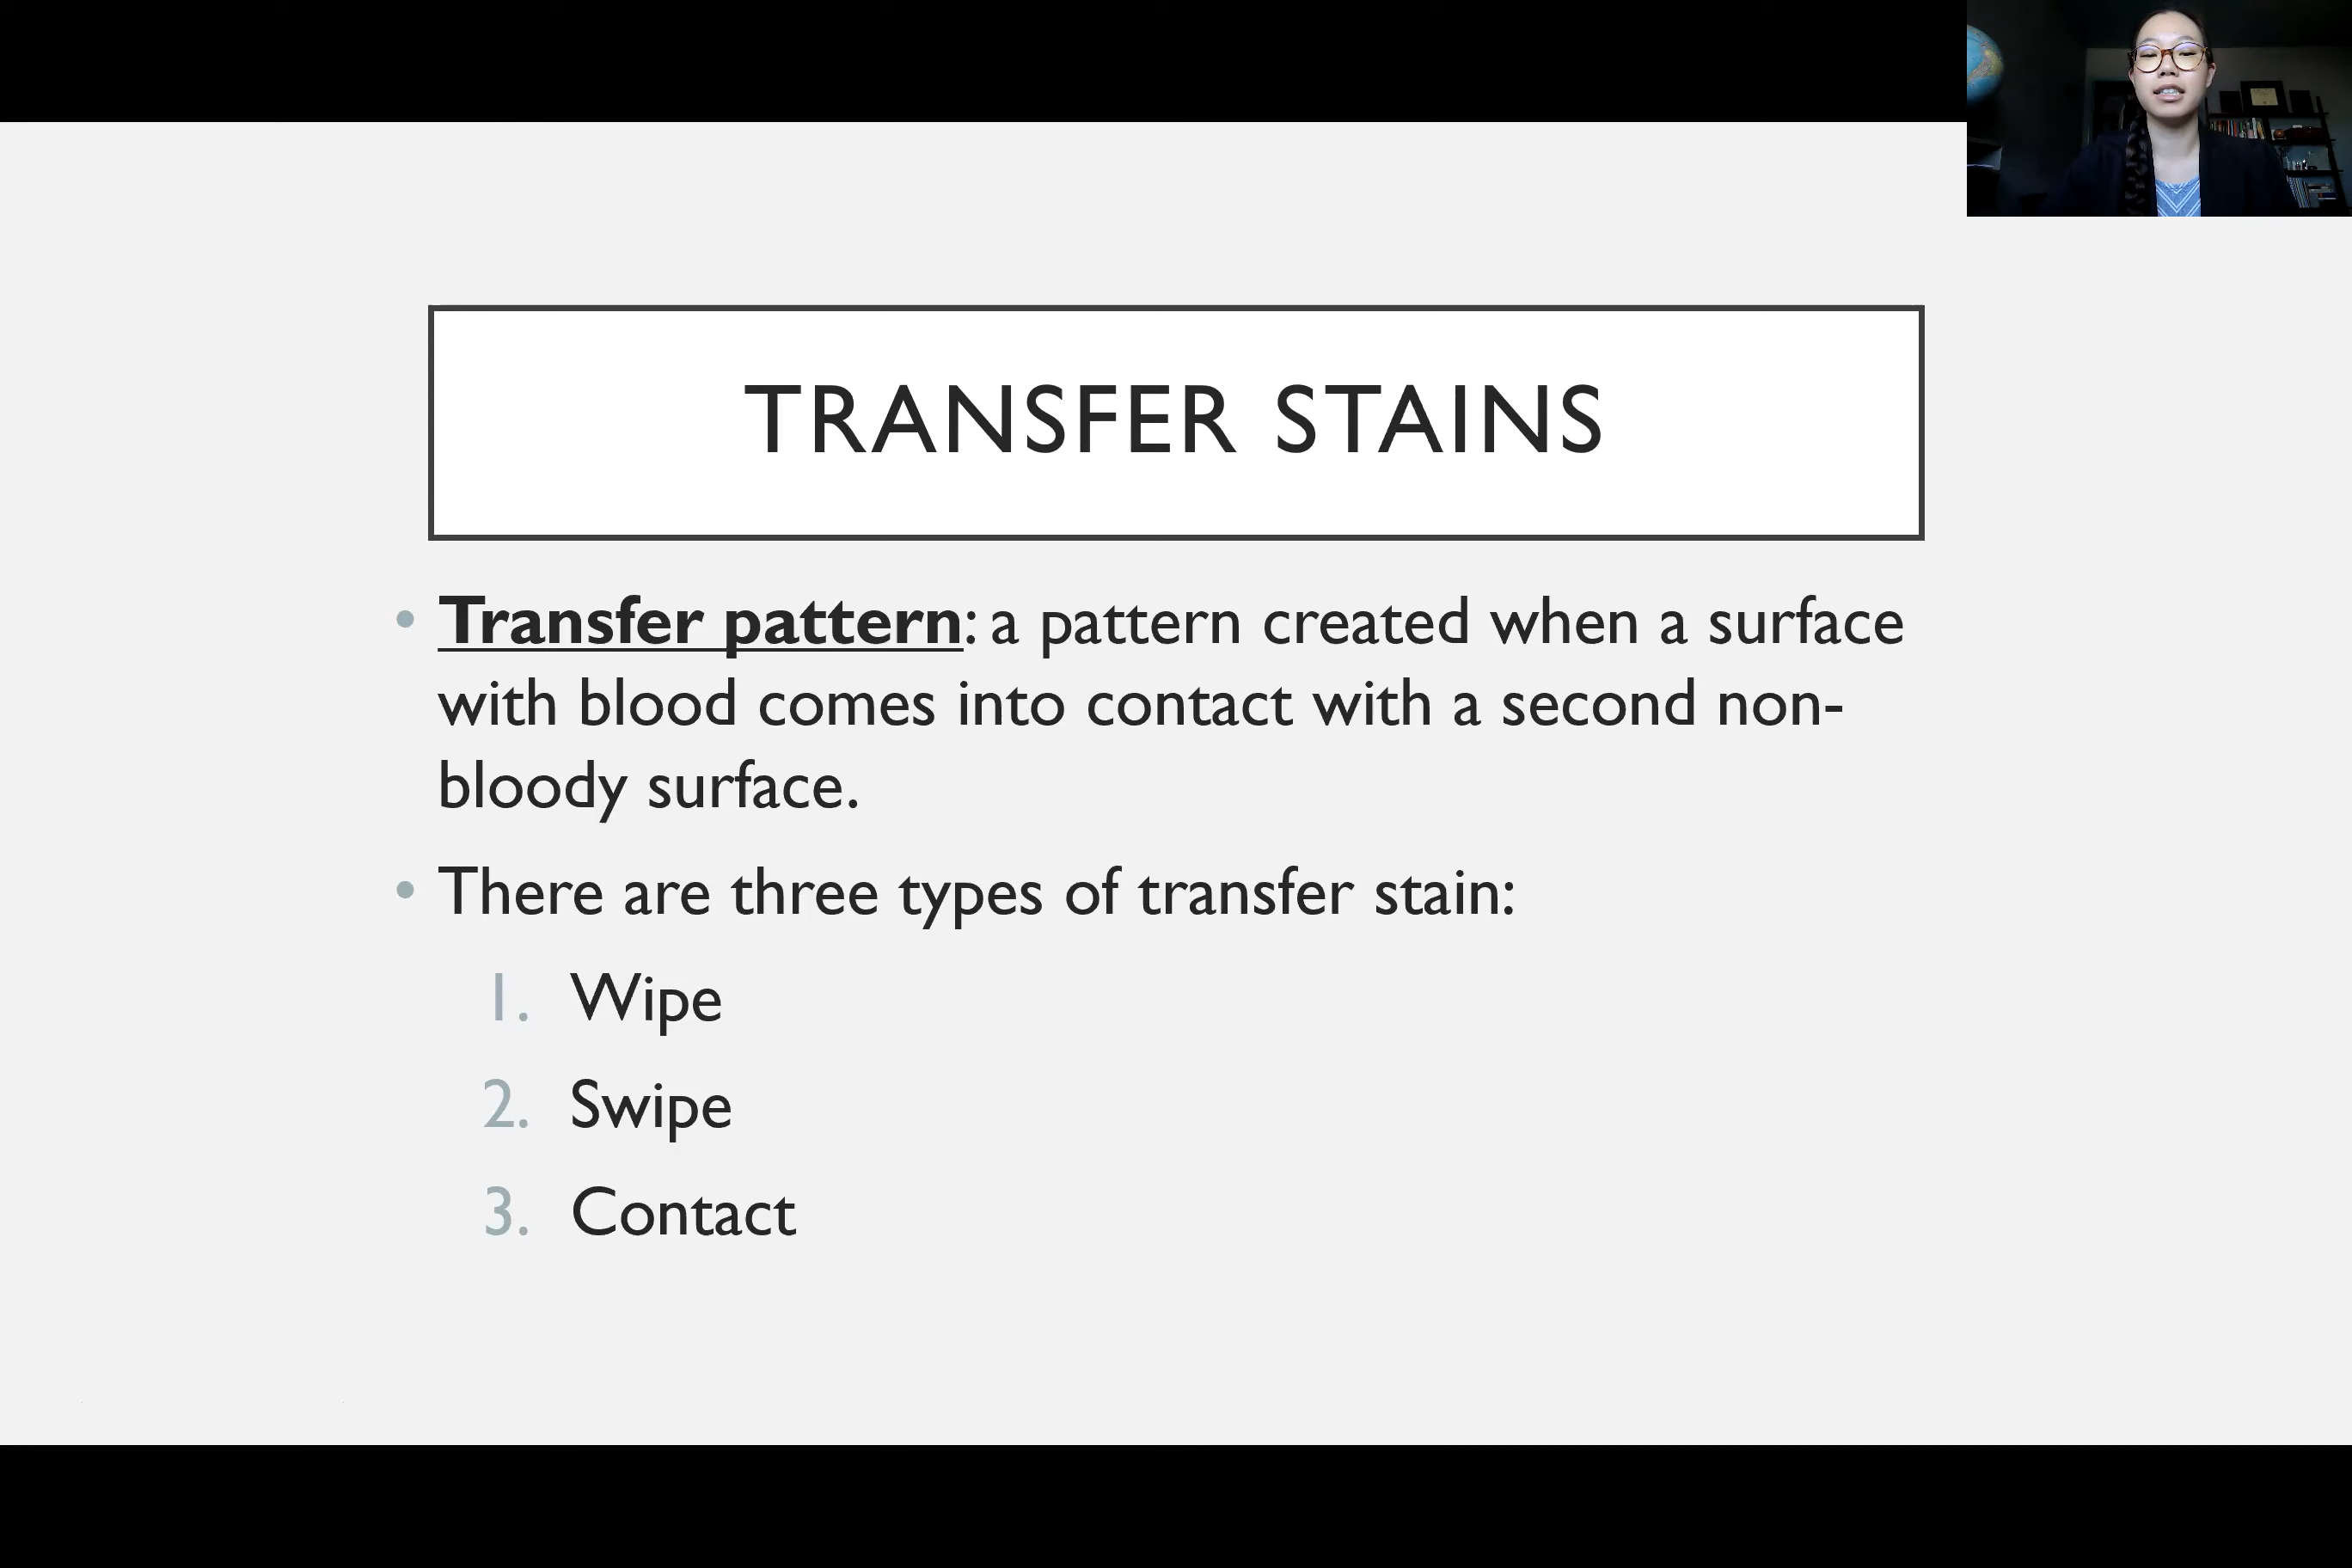 TRANSFER STAINS
• Transfer pattern: a pattern created when a surface
with blood comes into contact with a second non-
bloody surface.
• There are three types of transfer stain:
1. Wipe
2. Swipe
3. Contact